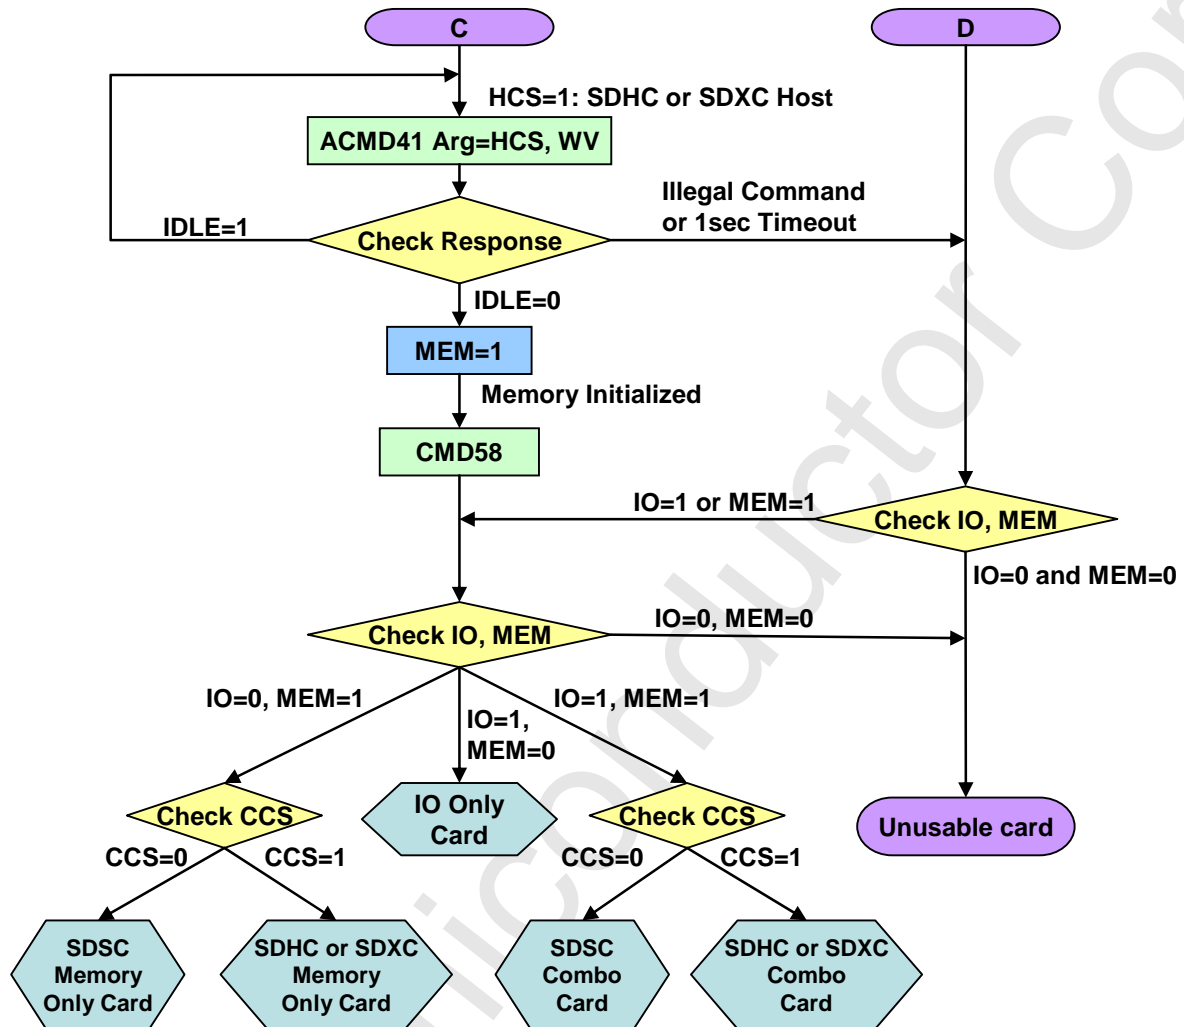 C
D
HCS=1: SDHC or SDXC Host
ACMD41 Arg=HCS, WV
Illegal Command
or 1sec Timeout
IDLE=1
Check Response
IDLE=0
MEM=1
Memory Initialized
CMD58
IO=1 or MEM=1
Check IO, MEM
IO=0 and MEM=0
IO=0, MEM=0
Check IO, MEM
IO=0, MEM=1
IO=1,
MEM=0
IO=1, MEM=1
Check CCS
IO Only
Card
Check CCS
Unusable card
CCS=0
CCS=1
CCS=0
CCS=1
SDSC
Memory
Only Card
SDHC or SDXC
Memory
Only Card
SDSC
Combo
Card
SDHC or SDXC
Combo
Card